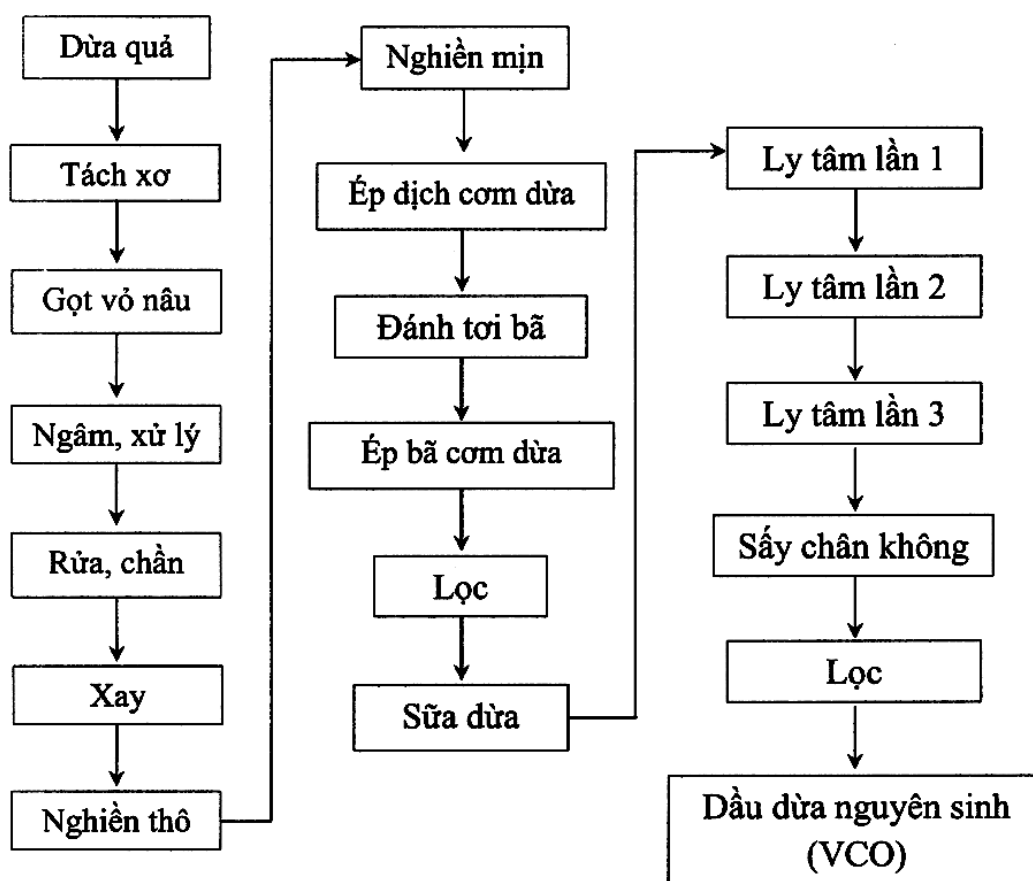 Dừa quả
Tách xơ
Gọt vỏ nâu
Ngâm, xử lý
Rửa, chần
Xay
Nghiền thô
Nghiền mịn
Ép dịch cơm dừa
Đánh tơi bã
Ép bã cơm dừa
Lọc
Sữa dừa
Ly tâm lần 1
Ly tâm lần 2
Ly tâm lần 3
Sấy chân không
Lọc
Dầu dừa nguyên sinh
(VCO)